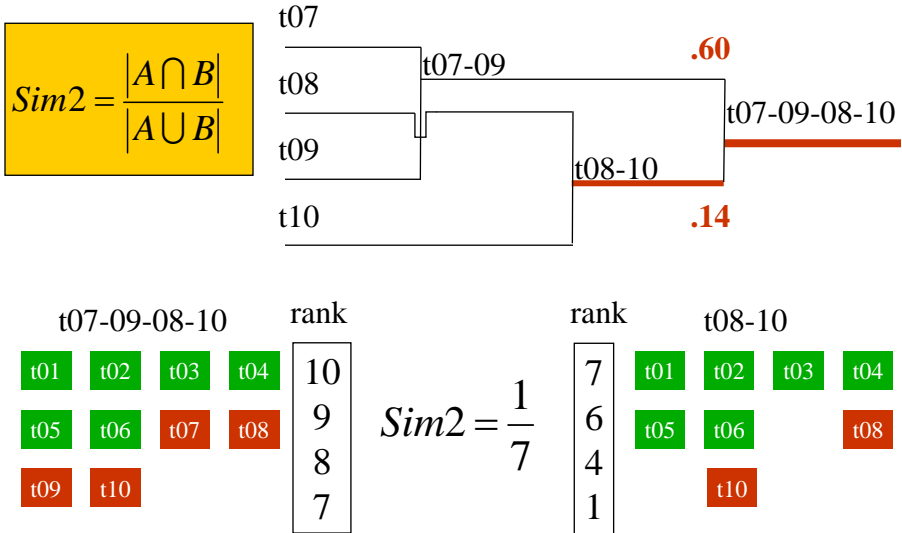 Sim2 = |A ∩ B| / |A ∪ B|
t07
t08
t09
t10
t07-09
.60
t07-09-08-10
t08-10
.14
t07-09-08-10
rank
rank
t08-10
t01 t02 t03 t04
t05 t06 t07 t08
t09 t10
10
9
8
7
Sim2 = 1/7
7
6
4
1
t01 t02 t03 t04
t05 t06 t08
t10